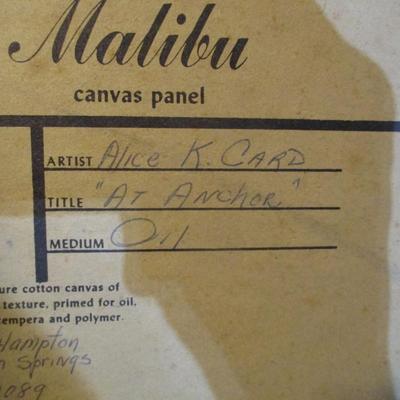 Malibu
canvas panel
ARTIST Alice K. CARD
TITLE "AT ANCHOR"
MEDIUM Oil
ure cotton canvas of
texture, primed for oil,
tempera and polymer.
Hampton
n Springs
089